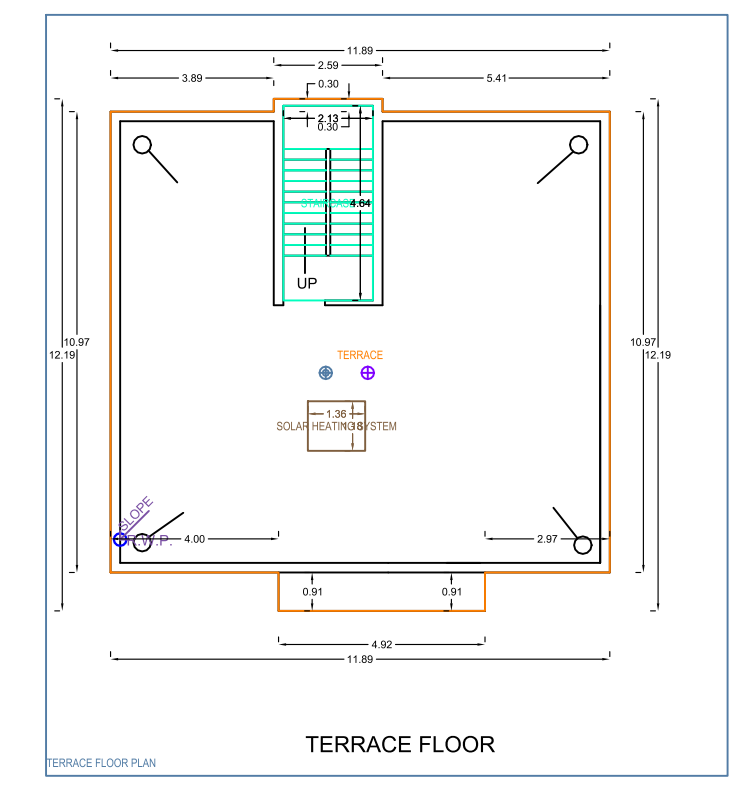 11.89
2.59
3.89
5.41
0.30
2.13
0.30
STAIRCASE
4.64
UP
10.97
12.19
10.97
12.19
TERRACE
1.36
SOLAR HEATING SYSTEM
1.18
SLOPE
R.W.P.
4.00
2.97
0.91
0.91
4.92
11.89
TERRACE FLOOR
TERRACE FLOOR PLAN